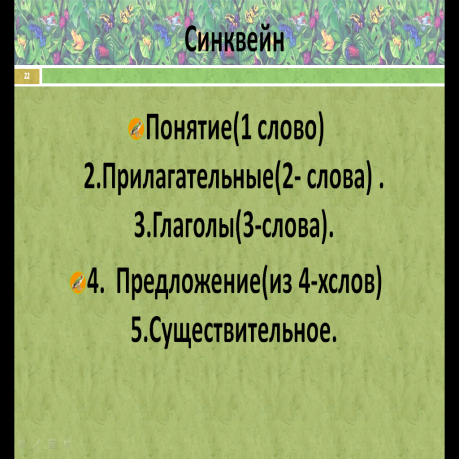 Синквейн
22
Понятие(1 слово)
2.Прилагательные(2- слова) .
3.Глаголы(3-слова).
4. Предложение(из 4-хслов)
5.Существительное.